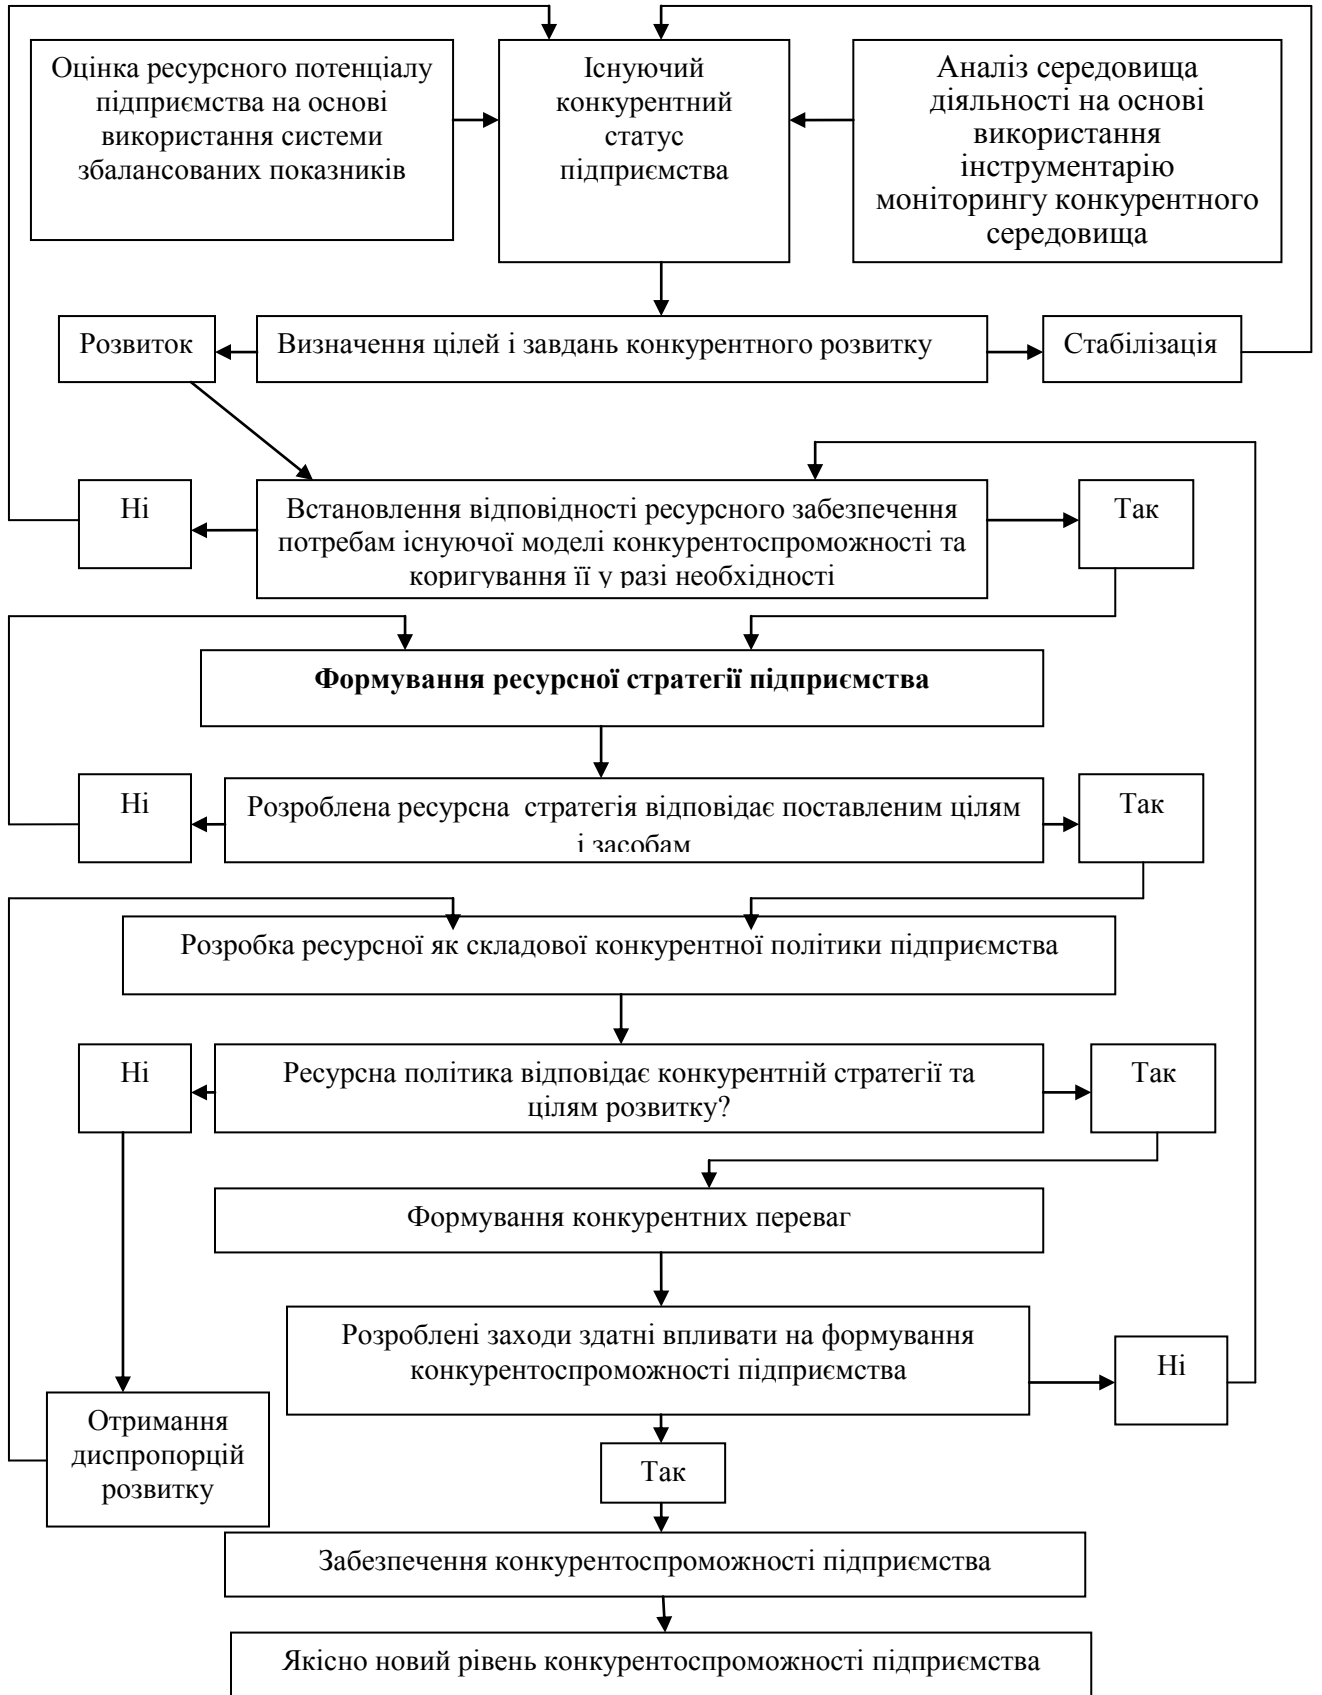 Оцінка ресурсного потенціалу
підприємства на основі
використання системи
збалансованих показників
Існуючий
конкурентний
статус
підприємства
Аналіз середовища
діяльності на основі
використання
інструментарію
моніторингу конкурентного
середовища
Розвиток
Визначення цілей і завдань конкурентного розвитку
Стабілізація
Ні
Встановлення відповідності ресурсного забезпечення
потребам існуючої моделі конкурентоспроможності та
коригування її у разі необхідності
Так
Формування ресурсної стратегії підприємства
Ні
Розроблена ресурсна стратегія відповідає поставленим цілям
і засобам
Так
Розробка ресурсної як складової конкурентної політики підприємства
Ні
Ресурсна політика відповідає конкурентній стратегії та
цілям розвитку?
Так
Формування конкурентних переваг
Розроблені заходи здатні впливати на формування
конкурентоспроможності підприємства
Ні
Отримання
диспропорцій
розвитку
Так
Забезпечення конкурентоспроможності підприємства
Якісно новий рівень конкурентоспроможності підприємства